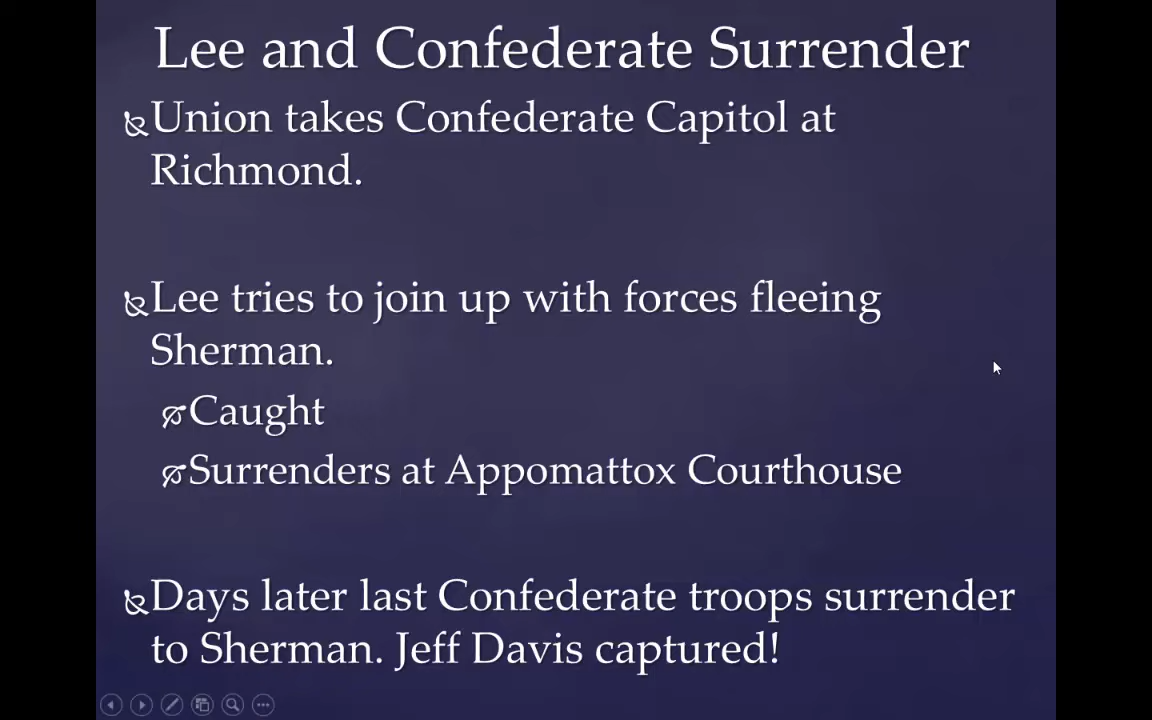 Lee and Confederate Surrender
Union takes Confederate Capitol at
Richmond.
Lee tries to join up with forces fleeing
Sherman.
Caught
Surrenders at Appomattox Courthouse
Days later last Confederate troops surrender
to Sherman. Jeff Davis captured!